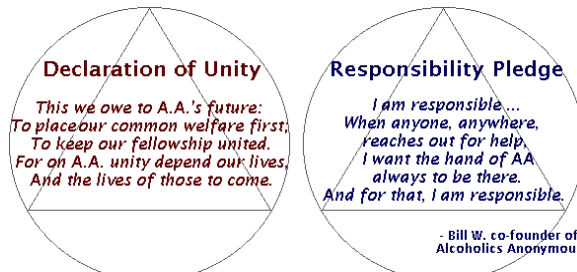 Declaration of Unity
This we owe to A.A.'s future:
To place our common welfare first;
To keep our fellowship united.
For on A.A. unity depend our lives,
And the lives of those to come.
Responsibility Pledge
I am responsible ...
When anyone, anywhere,
reaches out for help,
I want the hand of AA
always to be there.
And for that, I am responsible.
- Bill W. co-founder of
Alcoholics Anonymou